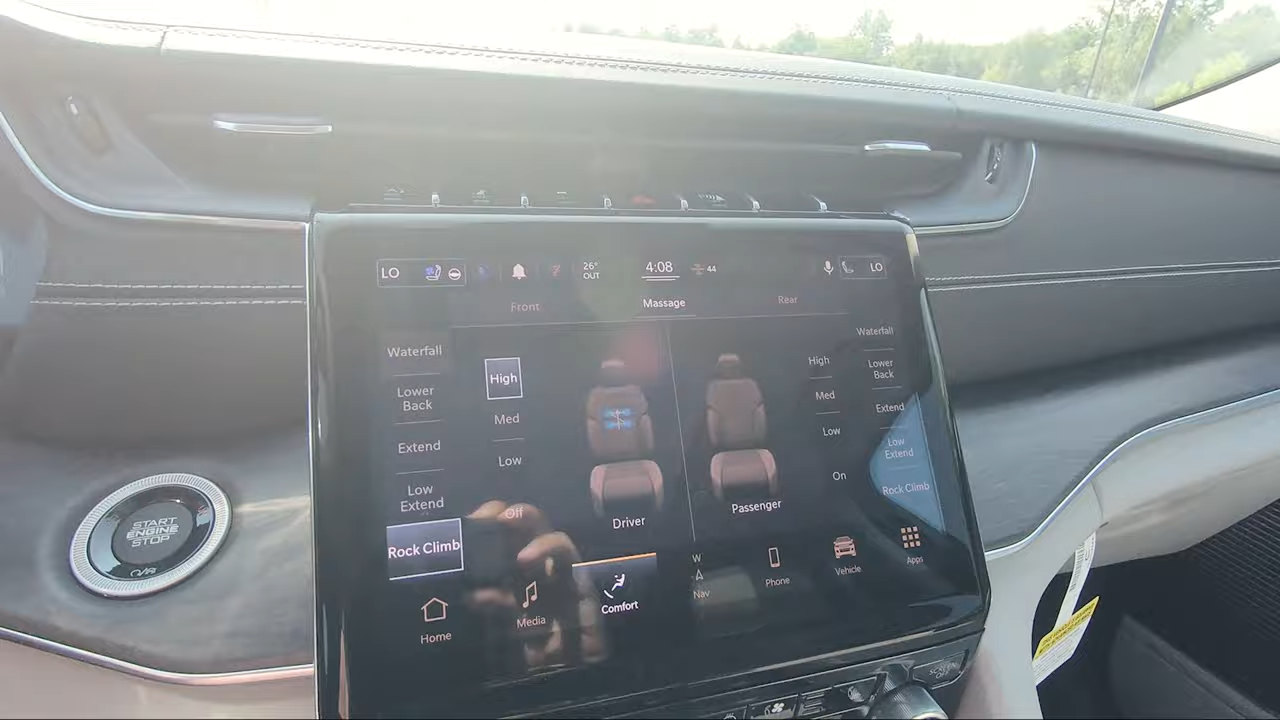 LO
26°
OUT
4:08
44
LO
Front
Massage
Rear
Waterfall
Lower
Back
Extend
Low
Extend
Rock Climb
High
Med
Low
Off
Driver
Passenger
High
Med
Low
On
Waterfall
Lower
Back
Extend
Low
Extend
Rock Climb
Home
Media
Comfort
W
Nav
Phone
Vehicle
Apps
START
ENGINE
STOP